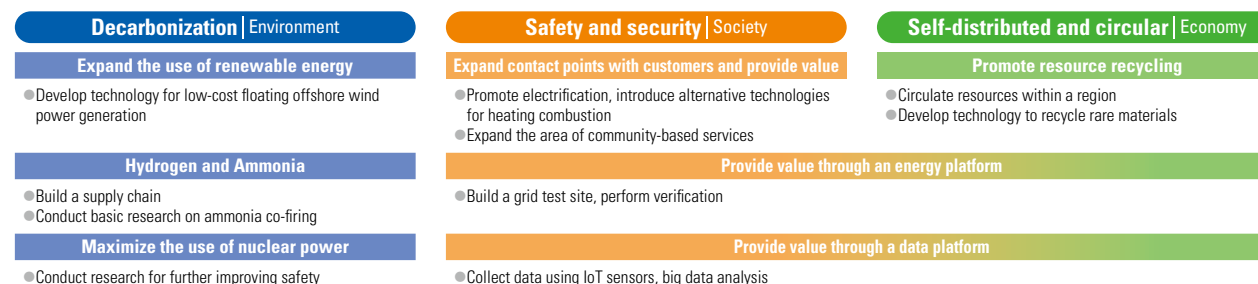 Decarbonization | Environment
Expand the use of renewable energy
●Develop technology for low-cost floating offshore wind
power generation
Hydrogen and Ammonia
●Build a supply chain
●Conduct basic research on ammonia co-firing
Maximize the use of nuclear power
●Conduct research for further improving safety
Safety and security | Society
Expand contact points with customers and provide value
●Promote electrification, introduce alternative technologies
for heating combustion
●Expand the area of community-based services
Self-distributed and circular | Economy
Promote resource recycling
●Circulate resources within a region
●Develop technology to recycle rare materials
Provide value through an energy platform
●Build a grid test site, perform verification
Provide value through a data platform
●Collect data using IoT sensors, big data analysis